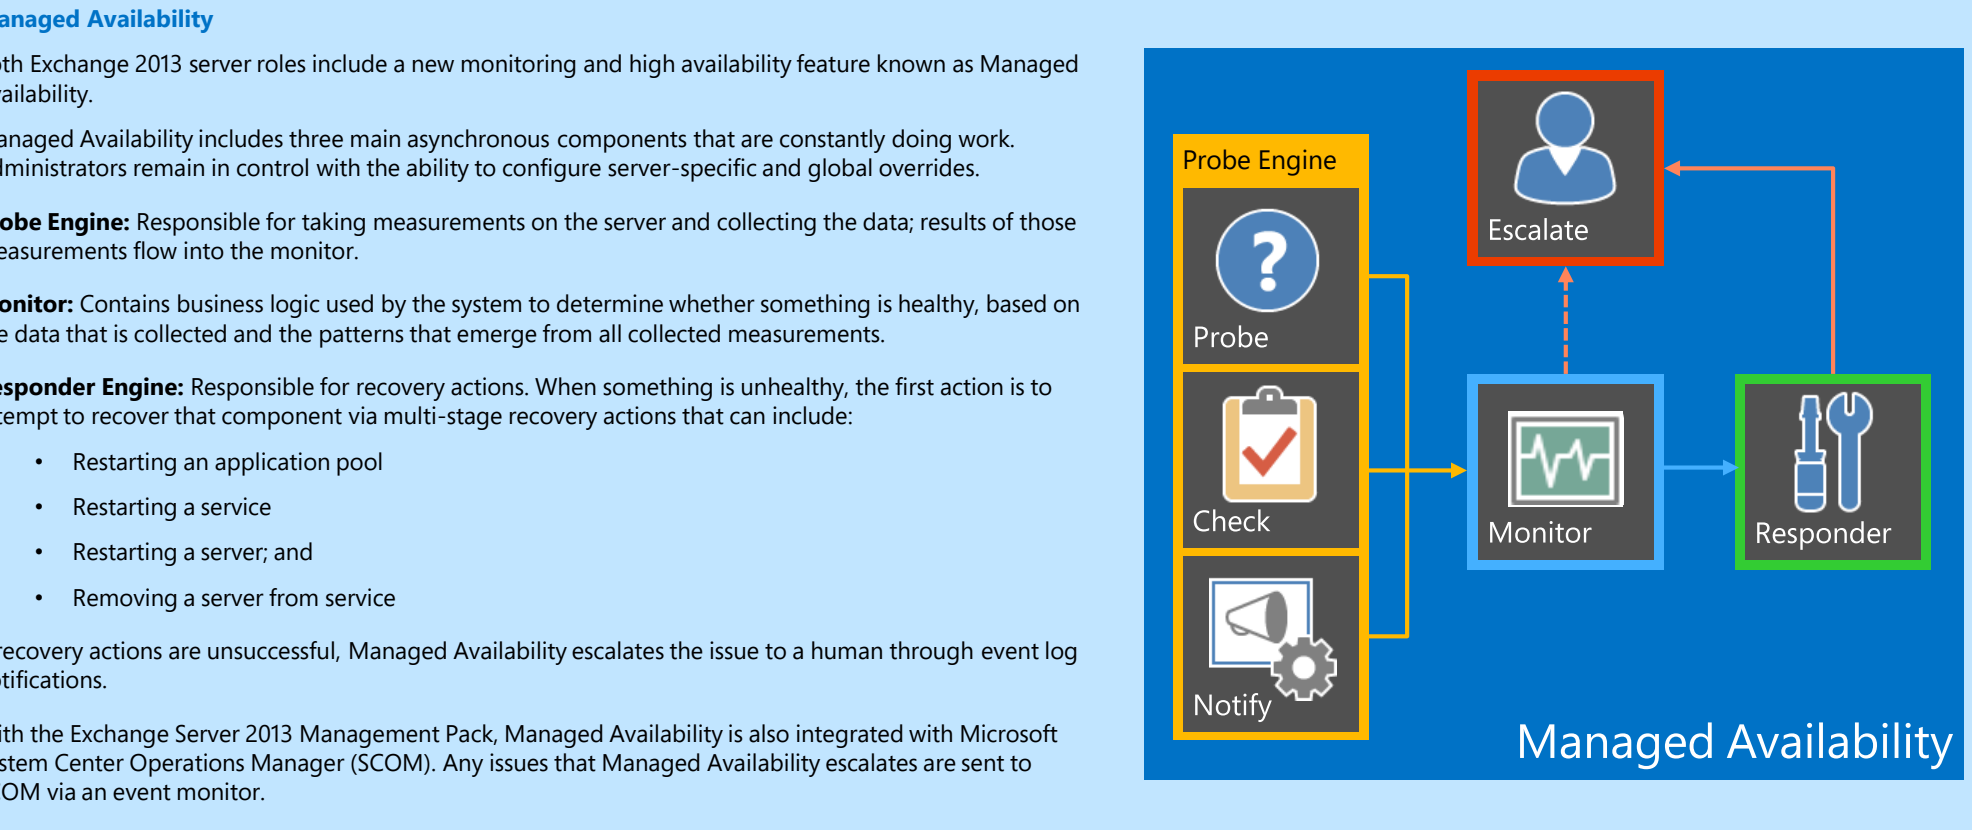 anaged Availability
oth Exchange 2013 server roles include a new monitoring and high availability feature known as Managed
vailability.
anaged Availability includes three main asynchronous components that are constantly doing work.
dministrators remain in control with the ability to configure server-specific and global overrides.
obe Engine: Responsible for taking measurements on the server and collecting the data; results of those
easurements flow into the monitor.
onitor: Contains business logic used by the system to determine whether something is healthy, based on
e data that is collected and the patterns that emerge from all collected measurements.
esponder Engine: Responsible for recovery actions. When something is unhealthy, the first action is to
tempt to recover that component via multi-stage recovery actions that can include:
• Restarting an application pool
• Restarting a service
• Restarting a server; and
• Removing a server from service
recovery actions are unsuccessful, Managed Availability escalates the issue to a human through event log
otifications.
ith the Exchange Server 2013 Management Pack, Managed Availability is also integrated with Microsoft
stem Center Operations Manager (SCOM). Any issues that Managed Availability escalates are sent to
COM via an event monitor.
Probe Engine
Probe
Check
Notify
Escalate
Monitor
Responder
Managed Availability